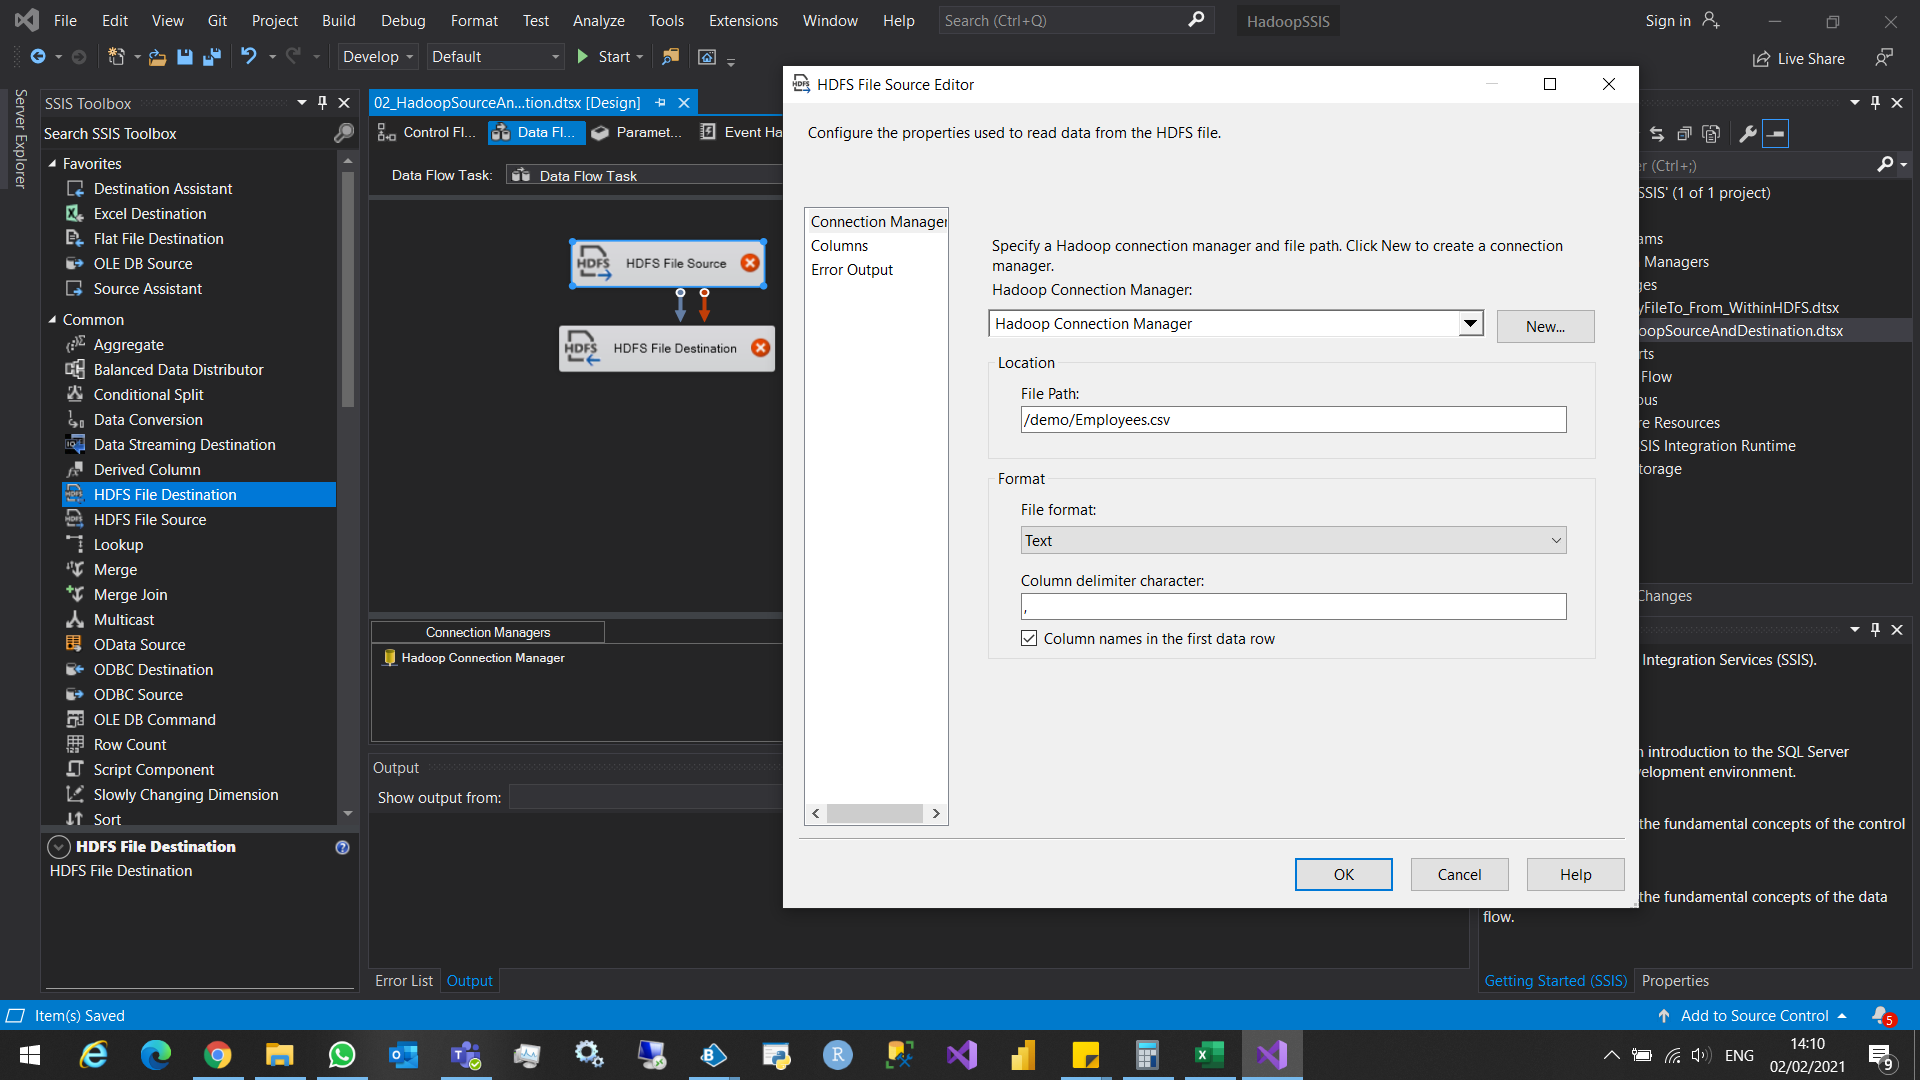 File Edit View Git Project Build Debug Format Test Analyze Tools Extensions Window Help Search (Ctrl+Q) HadoopSSIS Sign in
Develop Default Start Live Share
Server Explorer
SSIS Toolbox
Search SSIS Toolbox
Favorites
Destination Assistant
Excel Destination
Flat File Destination
OLE DB Source
Source Assistant
Common
Aggregate
Balanced Data Distributor
Conditional Split
Data Conversion
Data Streaming Destination
Derived Column
HDFS File Destination
HDFS File Source
Lookup
Merge
Merge Join
Multicast
OData Source
ODBC Destination
ODBC Source
OLE DB Command
Row Count
Script Component
Slowly Changing Dimension
Sort
HDFS File Destination
HDFS File Destination
02_HadoopSourceAn...tion.dtsx [Design]
Control Fl... Data Fl... Paramet... Event Ha
Data Flow Task: Data Flow Task
HDFS HDFS File Source
HDFS HDFS File Destination
Connection Managers
Hadoop Connection Manager
Output
Show output from:
Error List Output
HDFS File Source Editor
Configure the properties used to read data from the HDFS file.
Connection Manager
Columns
Error Output
Specify a Hadoop connection manager and file path. Click New to create a connection
manager.
Hadoop Connection Manager:
Hadoop Connection Manager New...
Location
File Path:
/demo/Employees.csv
Format
File format:
Text
Column delimiter character:
,
Column names in the first data row
OK Cancel Help
er (Ctrl+;)
SSIS' (1 of 1 project)
ams
Managers
ges
yFileTo_From_WithinHDFS.dtsx
oopSourceAndDestination.dtsx
rts
Flow
ous
re Resources
SIS Integration Runtime
torage
Changes
Integration Services (SSIS).
n introduction to the SQL Server
velopment environment.
the fundamental concepts of the control
the fundamental concepts of the data
flow.
Getting Started (SSIS) Properties
Item(s) Saved Add to Source Control 5
ENG 14:10
02/02/2021 9